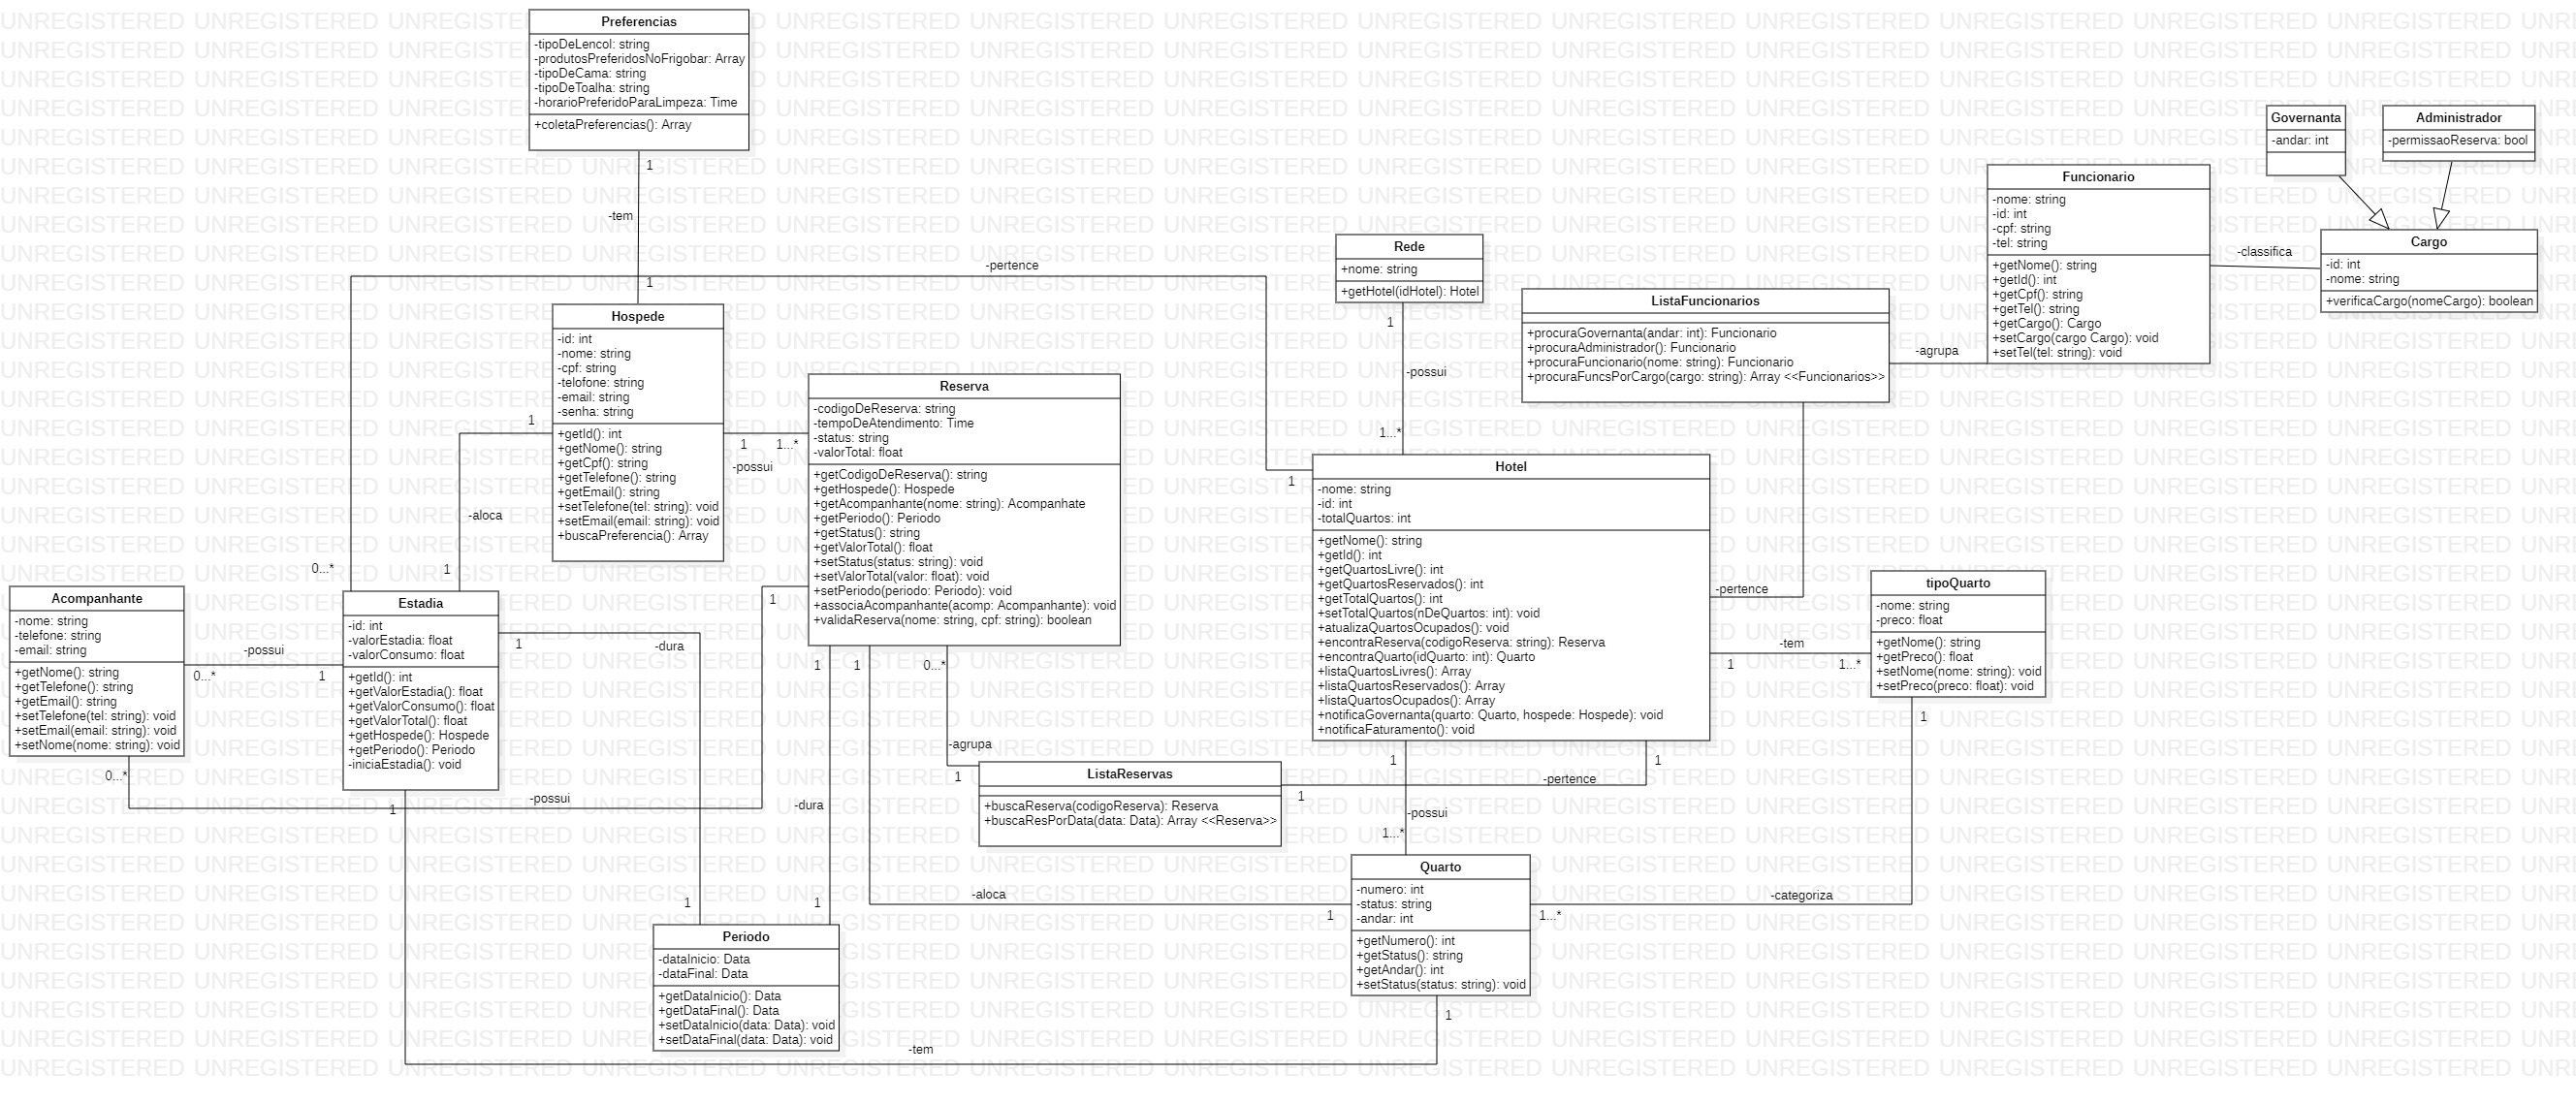 Preferencias
-tipoDeLencol: string
-produtosPreferidosNoFrigobar: Array
-tipoDeCama: string
-tipoDeToalha: string
-horarioPreferidoParaLimpeza: Time
+coletaPreferencias(): Array
1
-tem
1
-pertence
0...*
1
Governanta
-andar: int
Administrador
-permissaoReserva: bool
Funcionario
-nome: string
-id: int
-cpf: string
-tel: string
+getNome(): string
+getId(): int
+getCpf(): string
+getTel(): string
+getCargo(): Cargo
+setCargo(cargo Cargo): void
+setTel(tel: string): void
-classifica
Cargo
-id: int
-nome: string
+verificaCargo(nomeCargo): boolean
Rede
+nome: string
+getHotel(idHotel): Hotel
1
-possui
1...*
ListaFuncionarios
+procuraGovernanta(andar: int): Funcionario
+procuraAdministrador(): Funcionario
+procuraFuncionario(nome: string): Funcionario
+procuraFuncsPorCargo(cargo: string): Array <<Funcionarios>>
-agrupa
-pertence
Hospede
-id: int
-nome: string
-cpf: string
-telofone: string
-email: string
-senha: string
+getId(): int
+getNome(): string
+getCpf(): string
+getTelefone(): string
+getEmail(): string
+setTelefone(tel: string): void
+setEmail(email: string): void
+buscaPreferencia(): Array
1
-aloca
1
1
1...*
-possui
Reserva
-codigoDeReserva: string
-tempoDeAtendimento: Time
-status: string
-valorTotal: float
+getCodigoDeReserva(): string
+getHospede(): Hospede
+getAcompanhante(nome: string): Acompanhate
+getPeriodo(): Periodo
+getStatus(): string
+getValorTotal(): float
+setStatus(status: string): void
+setValorTotal(valor: float): void
+setPeriodo(periodo: Periodo): void
+associaAcompanhante(acomp: Acompanhante): void
+validaReserva(nome: string, cpf: string): boolean
Hotel
-nome: string
-id: int
-totalQuartos: int
+getNome(): string
+getId(): int
+getQuartosLivre(): int
+getQuartosReservados(): int
+getTotalQuartos(): int
+setTotalQuartos(nDeQuartos: int): void
+atualizaQuartosOcupados(): void
+encontraReserva(codigoReserva: string): Reserva
+encontraQuarto(idQuarto: int): Quarto
+listaQuartosLivres(): Array
+listaQuartosReservados(): Array
+listaQuartosOcupados(): Array
+notificaGovernanta(quarto: Quarto, hospede: Hospede): void
+notificaFaturamento(): void
tipoQuarto
-nome: string
-preco: float
+getNome(): string
+getPreco(): float
+setNome(nome: string): void
+setPreco(preco: float): void
-tem
1
1...*
1
Acompanhante
-nome: string
-telefone: string
-email: string
+getNome(): string
+getTelefone(): string
+getEmail(): string
+setTelefone(tel: string): void
+setEmail(email: string): void
+setNome(nome: string): void
-possui
0...*
1
0...*
-possui
1
Estadia
-id: int
-valorEstadia: float
-valorConsumo: float
+getId(): int
+getValorEstadia(): float
+getValorConsumo(): float
+getValorTotal(): float
+getHospede(): Hospede
+getPeriodo(): Periodo
-iniciaEstadia(): void
1
-dura
1
1
-dura
1
1
-aloca
1
0...*
-agrupa
1
ListaReservas
+buscaReserva(codigoReserva): Reserva
+buscaResPorData(data: Data): Array <<Reserva>>
1
-pertence
1
1
-possui
1...*
Quarto
-numero: int
-status: string
-andar: int
+getNumero(): int
+getStatus(): string
+getAndar(): int
+setStatus(status: string): void
-categoriza
1...*
Periodo
-dataInicio: Data
-dataFinal: Data
+getDataInicio(): Data
+getDataFinal(): Data
+setDataInicio(data: Data): void
+setDataFinal(data: Data): void
1
-tem
1
UNREGISTERED